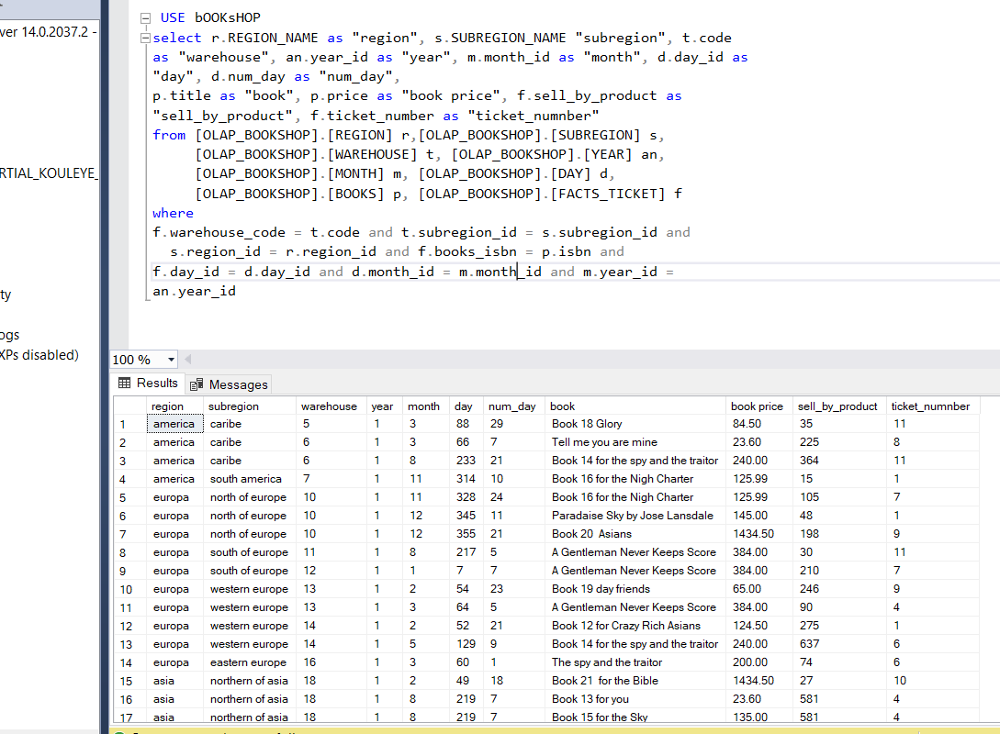 USE bOOKsHOP
select r.REGION_NAME as "region", s.SUBREGION_NAME "subregion", t.code
ver 14.0.2037.2 -
as "warehouse", an.year_id as "year", m.month_id as "month", d.day_id as
"day", d.num_day as "num_day",
p.title as "book", p.price as "book price", f.sell_by_product as
"sell_by_product", f.ticket_number as "ticket_numnber"
from [OLAP_BOOKSHOP].[REGION] r,[OLAP_BOOKSHOP].[SUBREGION] s,
[OLAP_BOOKSHOP].[WAREHOUSE] t, [OLAP_BOOKSHOP].[YEAR] an,
RTIAL_KOULEYE_
[OLAP_BOOKSHOP].[MONTH] m, [OLAP_BOOKSHOP].[DAY] d,
[OLAP_BOOKSHOP].[BOOKS] p, [OLAP_BOOKSHOP].[FACTS_TICKET] f
where
f.warehouse_code = t.code and t.subregion_id = s.subregion_id and
s.region_id = r.region_id and f.books_isbn = p.isbn and
f.day_id = d.day_id and d.month_id = m.month_id and m.year_id =
an.year_id
ty
ogs
XPs disabled)
100 %
Results Messages
region subregion warehouse year month day num_day book book price sell_by_product ticket_numnber
1 america caribe 5 1 3 88 29 Book 18 Glory 84.50 35 11
2 america caribe 6 1 3 66 7 Tell me you are mine 23.60 225 8
3 america caribe 6 1 8 233 21 Book 14 for the spy and the traitor 240.00 364 11
4 america south america 7 1 11 314 10 Book 16 for the Nigh Charter 125.99 15 1
5 europa north of europe 10 1 11 328 24 Book 16 for the Nigh Charter 125.99 105 7
6 europa north of europe 10 1 12 345 11 Paradaise Sky by Jose Lansdale 145.00 48 1
7 europa north of europe 10 1 12 355 21 Book 20 Asians 1434.50 198 9
8 europa south of europe 11 1 8 217 5 A Gentleman Never Keeps Score 384.00 30 11
9 europa south of europe 12 1 1 7 7 A Gentleman Never Keeps Score 384.00 210 7
10 europa western europe 13 1 2 54 23 Book 19 day friends 65.00 246 9
11 europa western europe 13 1 3 64 5 A Gentleman Never Keeps Score 384.00 90 4
12 europa western europe 14 1 2 52 21 Book 12 for Crazy Rich Asians 124.50 275 1
13 europa western europe 14 1 5 129 9 Book 14 for the spy and the traitor 240.00 637 6
14 europa eastern europe 16 1 3 60 1 The spy and the traitor 200.00 74 6
15 asia northern of asia 18 1 2 49 18 Book 21 for the Bible 1434.50 27 10
16 asia northern of asia 18 1 8 219 7 Book 13 for you 23.60 581 4
17 asia northern of asia 18 1 8 219 7 Book 15 for the Sky 135.00 581 4